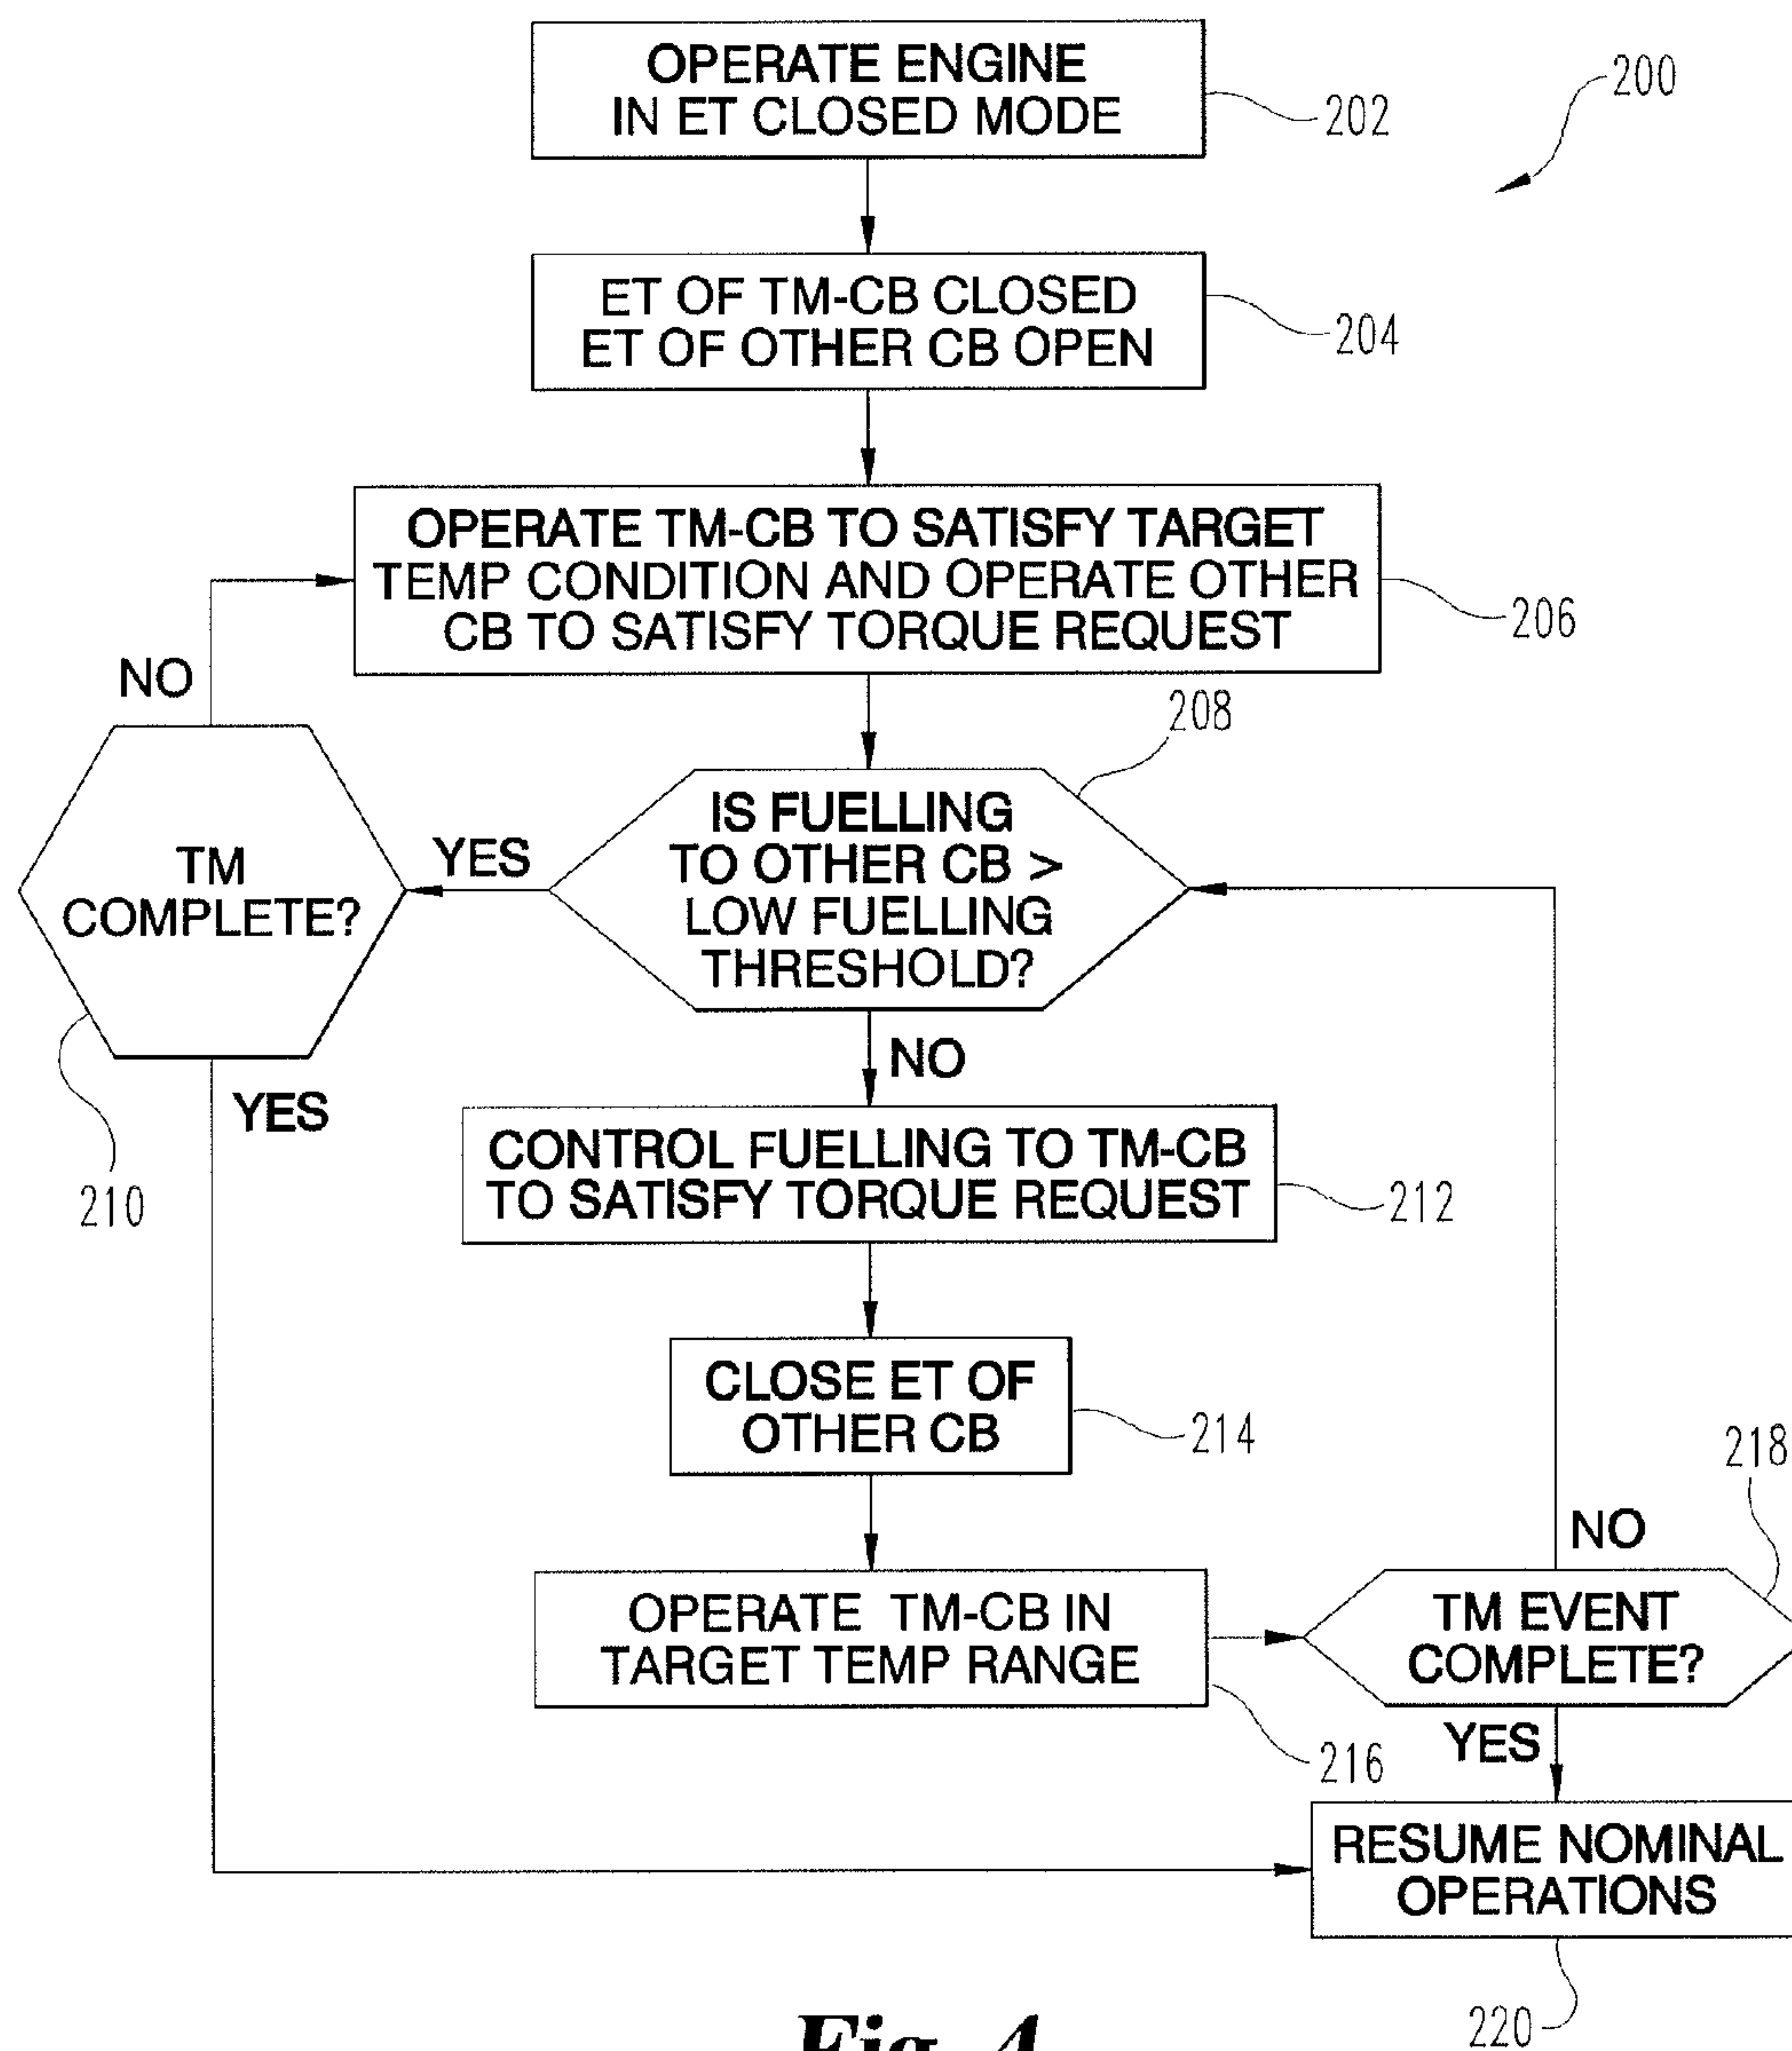 OPERATE ENGINE
IN ET CLOSED MODE
200
202
ET OF TM-CB CLOSED
ET OF OTHER CB OPEN
204
OPERATE TM-CB TO SATISFY TARGET
TEMP CONDITION AND OPERATE OTHER
CB TO SATISFY TORQUE REQUEST
206
NO
208
IS FUELLING
TO OTHER CB >
LOW FUELLING
THRESHOLD?
YES
TM
COMPLETE?
NO
YES
210
CONTROL FUELLING TO TM-CB
TO SATISFY TORQUE REQUEST
212
CLOSE ET OF
OTHER CB
214
218
NO
OPERATE TM-CB IN
TARGET TEMP RANGE
216
TM EVENT
COMPLETE?
YES
RESUME NOMINAL
OPERATIONS
220
Fig. 4